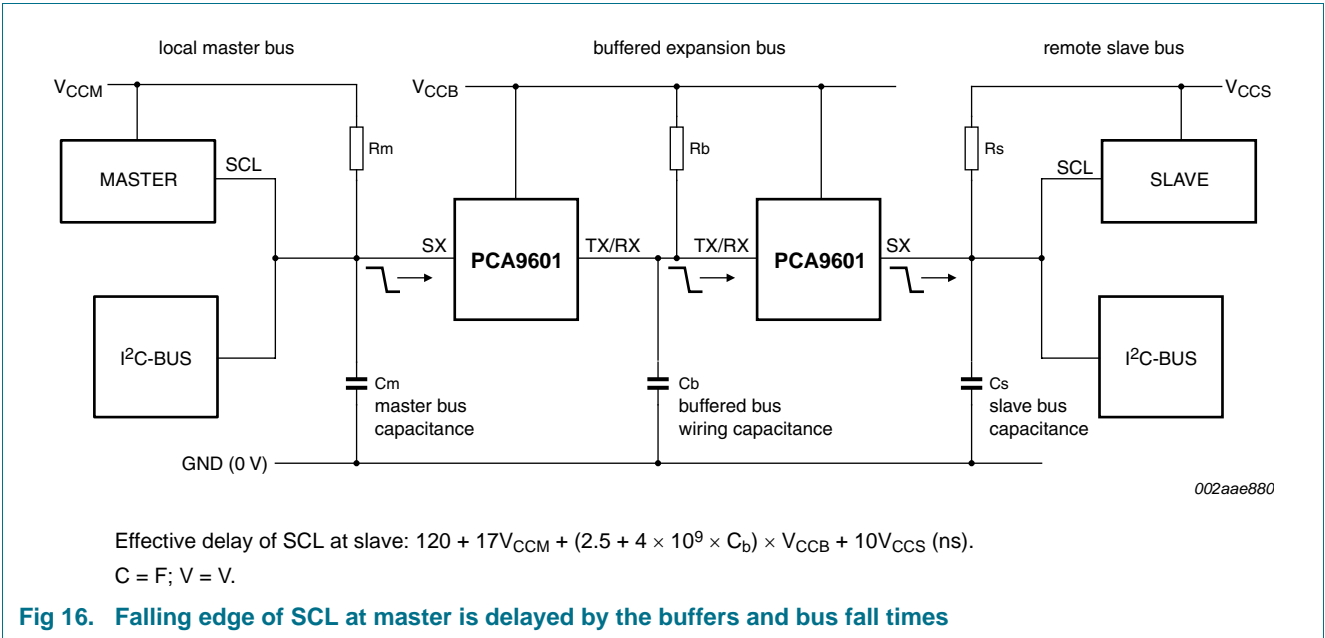 local master bus
buffered expansion bus
remote slave bus
VCCM
VCCB
VCCS
Rm
Rb
Rs
MASTER
SCL
SCL
SLAVE
SX
PCA9601
TX/RX
TX/RX
PCA9601
SX
I²C-BUS
I²C-BUS
Cm
master bus
capacitance
Cb
buffered bus
wiring capacitance
Cs
slave bus
capacitance
GND (0 V)
002aae880
Effective delay of SCL at slave: 120 + 17VCCM + (2.5 + 4 × 10⁹ × Cb) × VCCB + 10VCCS (ns).
C = F; V = V.
Fig 16. Falling edge of SCL at master is delayed by the buffers and bus fall times